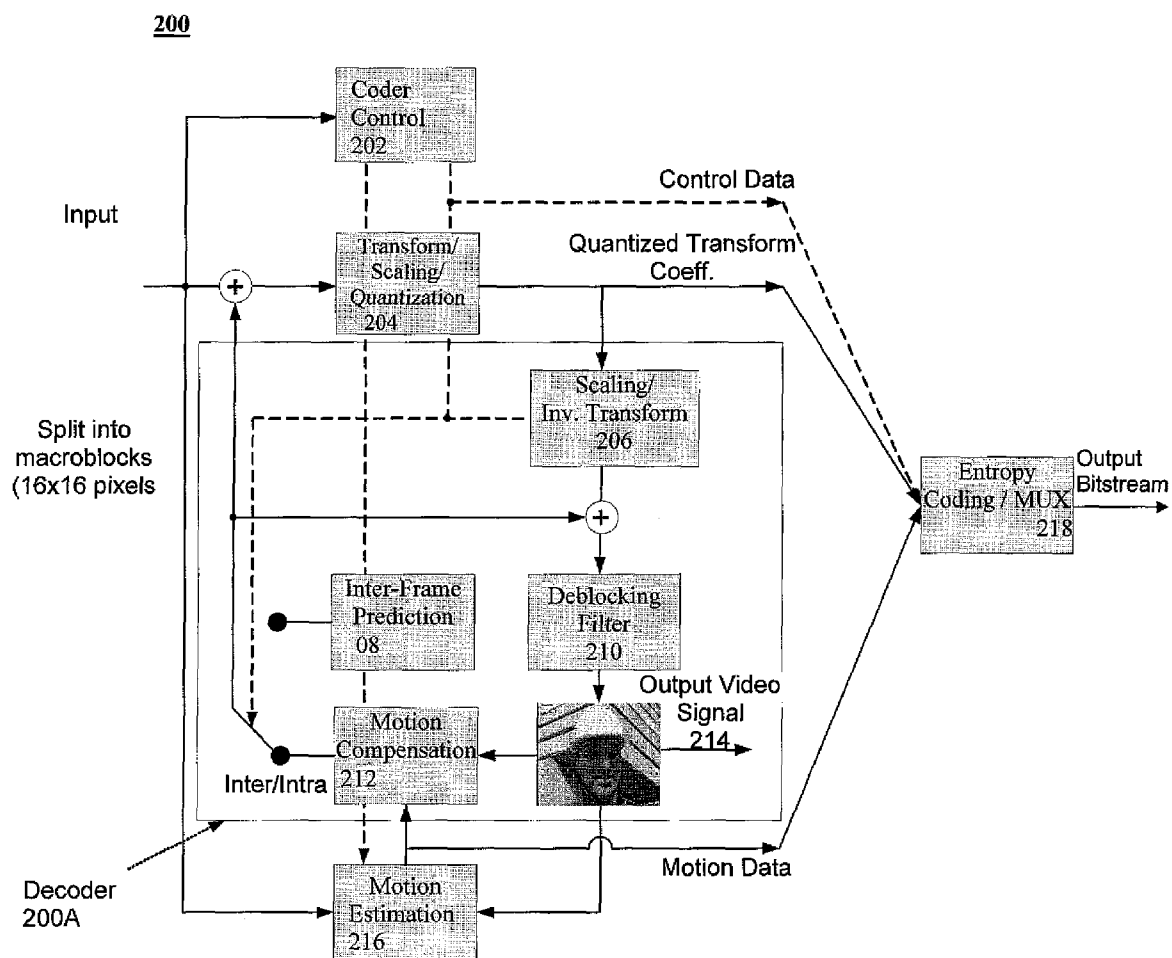 200
Coder
Control
202
Control Data
Input
Transform/
Scaling/
Quantization
204
Quantized Transform
Coeff.
Scaling/
Inv. Transform
206
Split into
macroblocks
(16x16 pixels
Entropy
Coding / MUX
218
Output
Bitstream
Inter-Frame
Prediction
08
Deblocking
Filter
210
Output Video
Signal
214
Motion
Compensation
212
Inter/Intra
Motion Data
Decoder
200A
Motion
Estimation
216